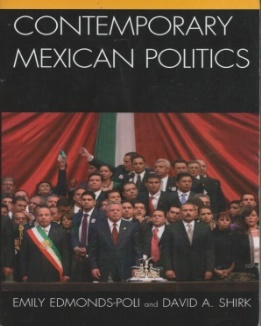 CONTEMPORARY
MEXICAN POLITICS
EMILY EDMONDS-POLI and DAVID A. SHIRK